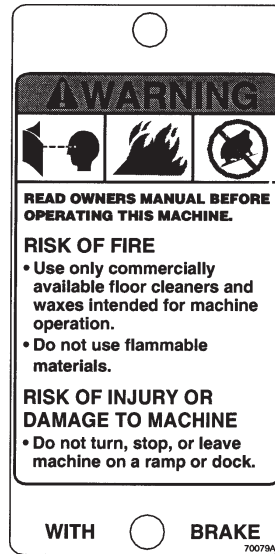 ⚠WARNING
READ OWNERS MANUAL BEFORE
OPERATING THIS MACHINE.
RISK OF FIRE
• Use only commercially
available floor cleaners and
waxes intended for machine
operation.
• Do not use flammable
materials.
RISK OF INJURY OR
DAMAGE TO MACHINE
• Do not turn, stop, or leave
machine on a ramp or dock.
WITH BRAKE
70079A